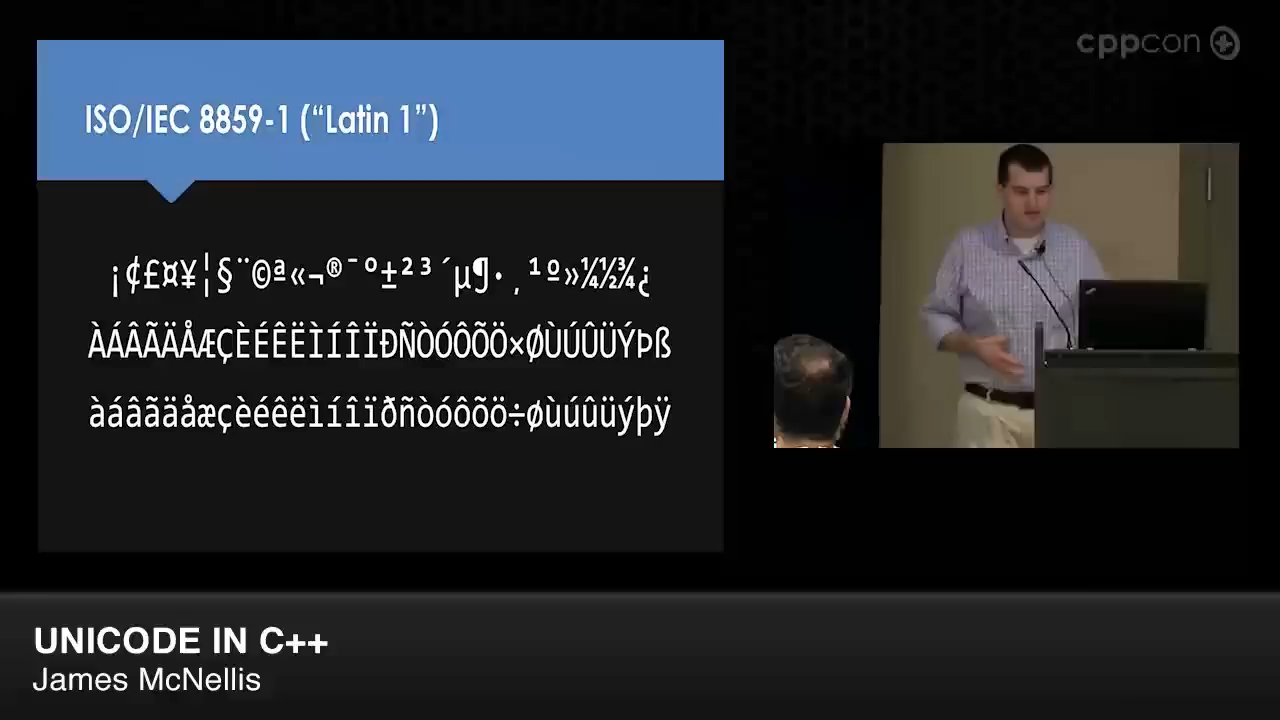 cppcon
ISO/IEC 8859-1 (“Latin 1”)
¡¢£¤¥¦§¨©ª«¬®¯°±²³´µ¶·¸¹º»¼½¾¿
ÀÁÂÃÄÅÆÇÈÉÊËÌÍÎÏÐÑÒÓÔÕÖ×ØÙÚÛÜÝÞß
àáâãäåæçèéêëìíîïðñòóôõö÷øùúûüýþÿ
UNICODE IN C++
James McNellis